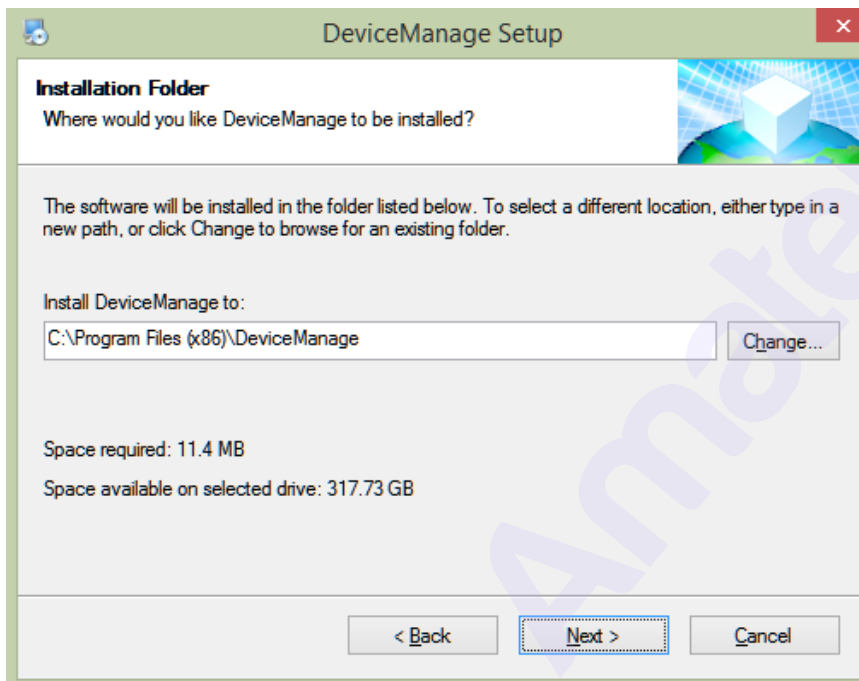 DeviceManage Setup
Installation Folder
Where would you like DeviceManage to be installed?
The software will be installed in the folder listed below. To select a different location, either type in a
new path, or click Change to browse for an existing folder.
Install DeviceManage to:
C:\Program Files (x86)\DeviceManage
Change...
Space required: 11.4 MB
Space available on selected drive: 317.73 GB
< Back
Next >
Cancel